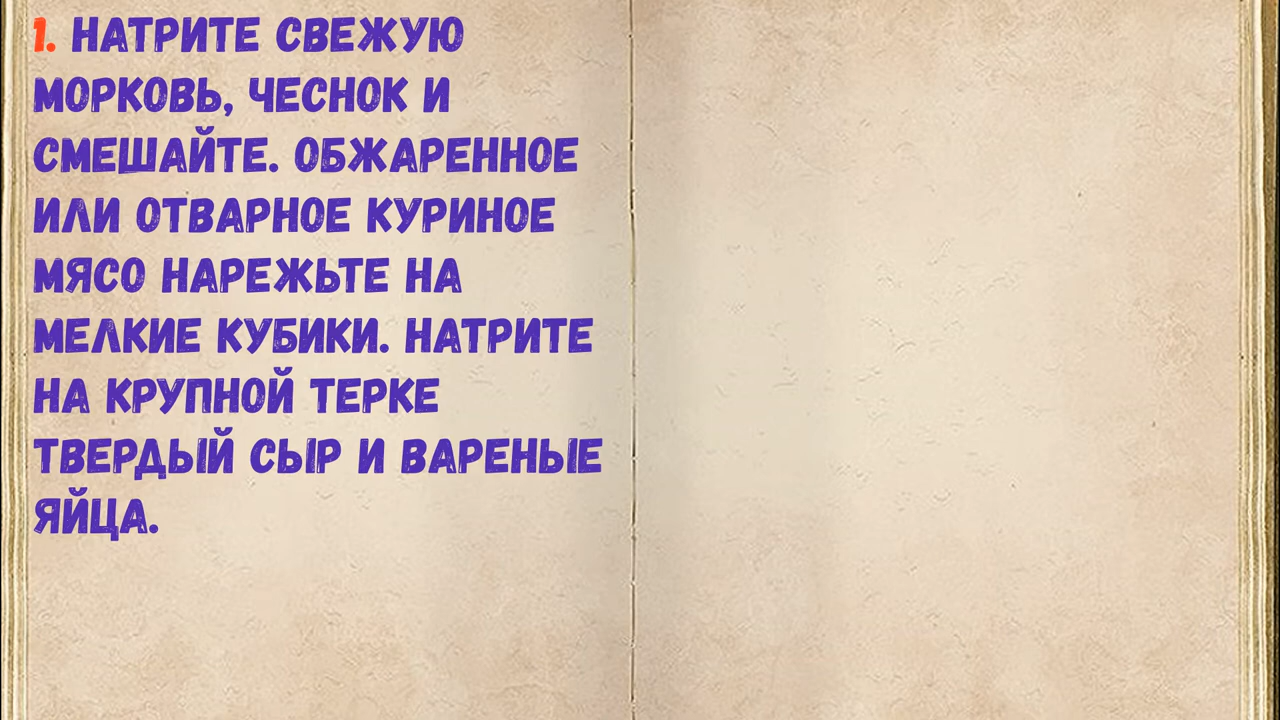 1. НАТРИТЕ СВЕЖУЮ
МОРКОВЬ, ЧЕСНОК И
СМЕШАЙТЕ. ОБЖАРЕННОЕ
ИЛИ ОТВАРНОЕ КУРИНОЕ
МЯСО НАРЕЖЬТЕ НА
МЕЛКИЕ КУБИКИ. НАТРИТЕ
НА КРУПНОЙ ТЕРКЕ
ТВЕРДЫЙ СЫР И ВАРЕНЫЕ
ЯЙЦА.